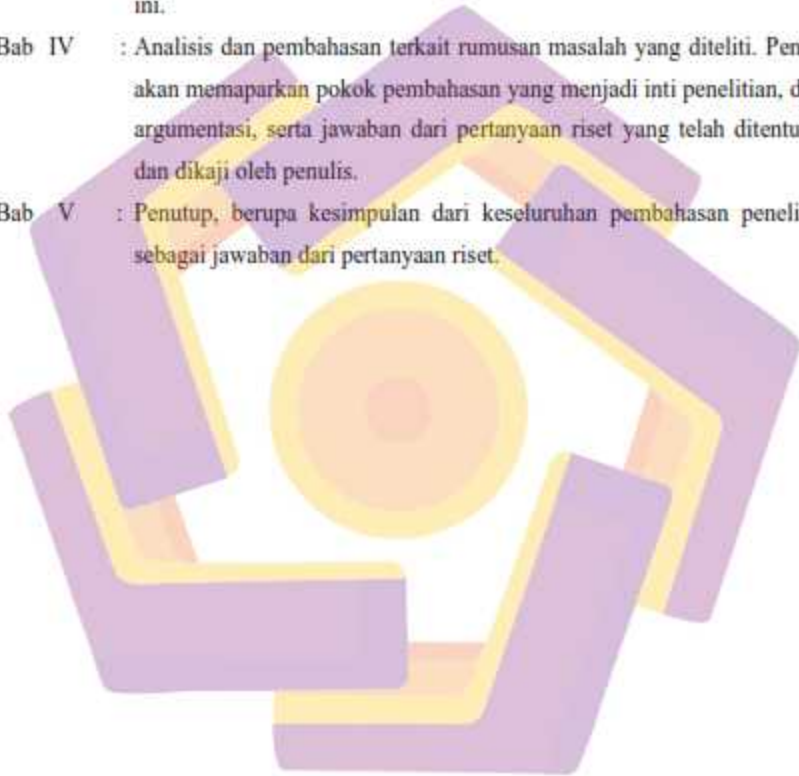 ini.
Bab IV : Analisis dan pembahasan terkait rumusan masalah yang diteliti. Pen
akan memaparkan pokok pembahasan yang menjadi inti penelitian, d
argumentasi, serta jawaban dari pertanyaan riset yang telah ditentu
dan dikaji oleh penulis.
Bab V : Penutup, berupa kesimpulan dari keseluruhan pembahasan peneli
sebagai jawaban dari pertanyaan riset.